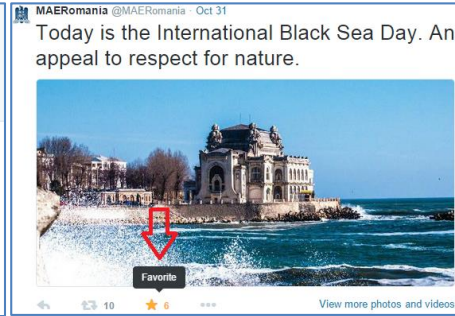 MAERomania @MAERomania · Oct 31
Today is the International Black Sea Day. An
appeal to respect for nature.
Favorite
10
6
View more photos and videos